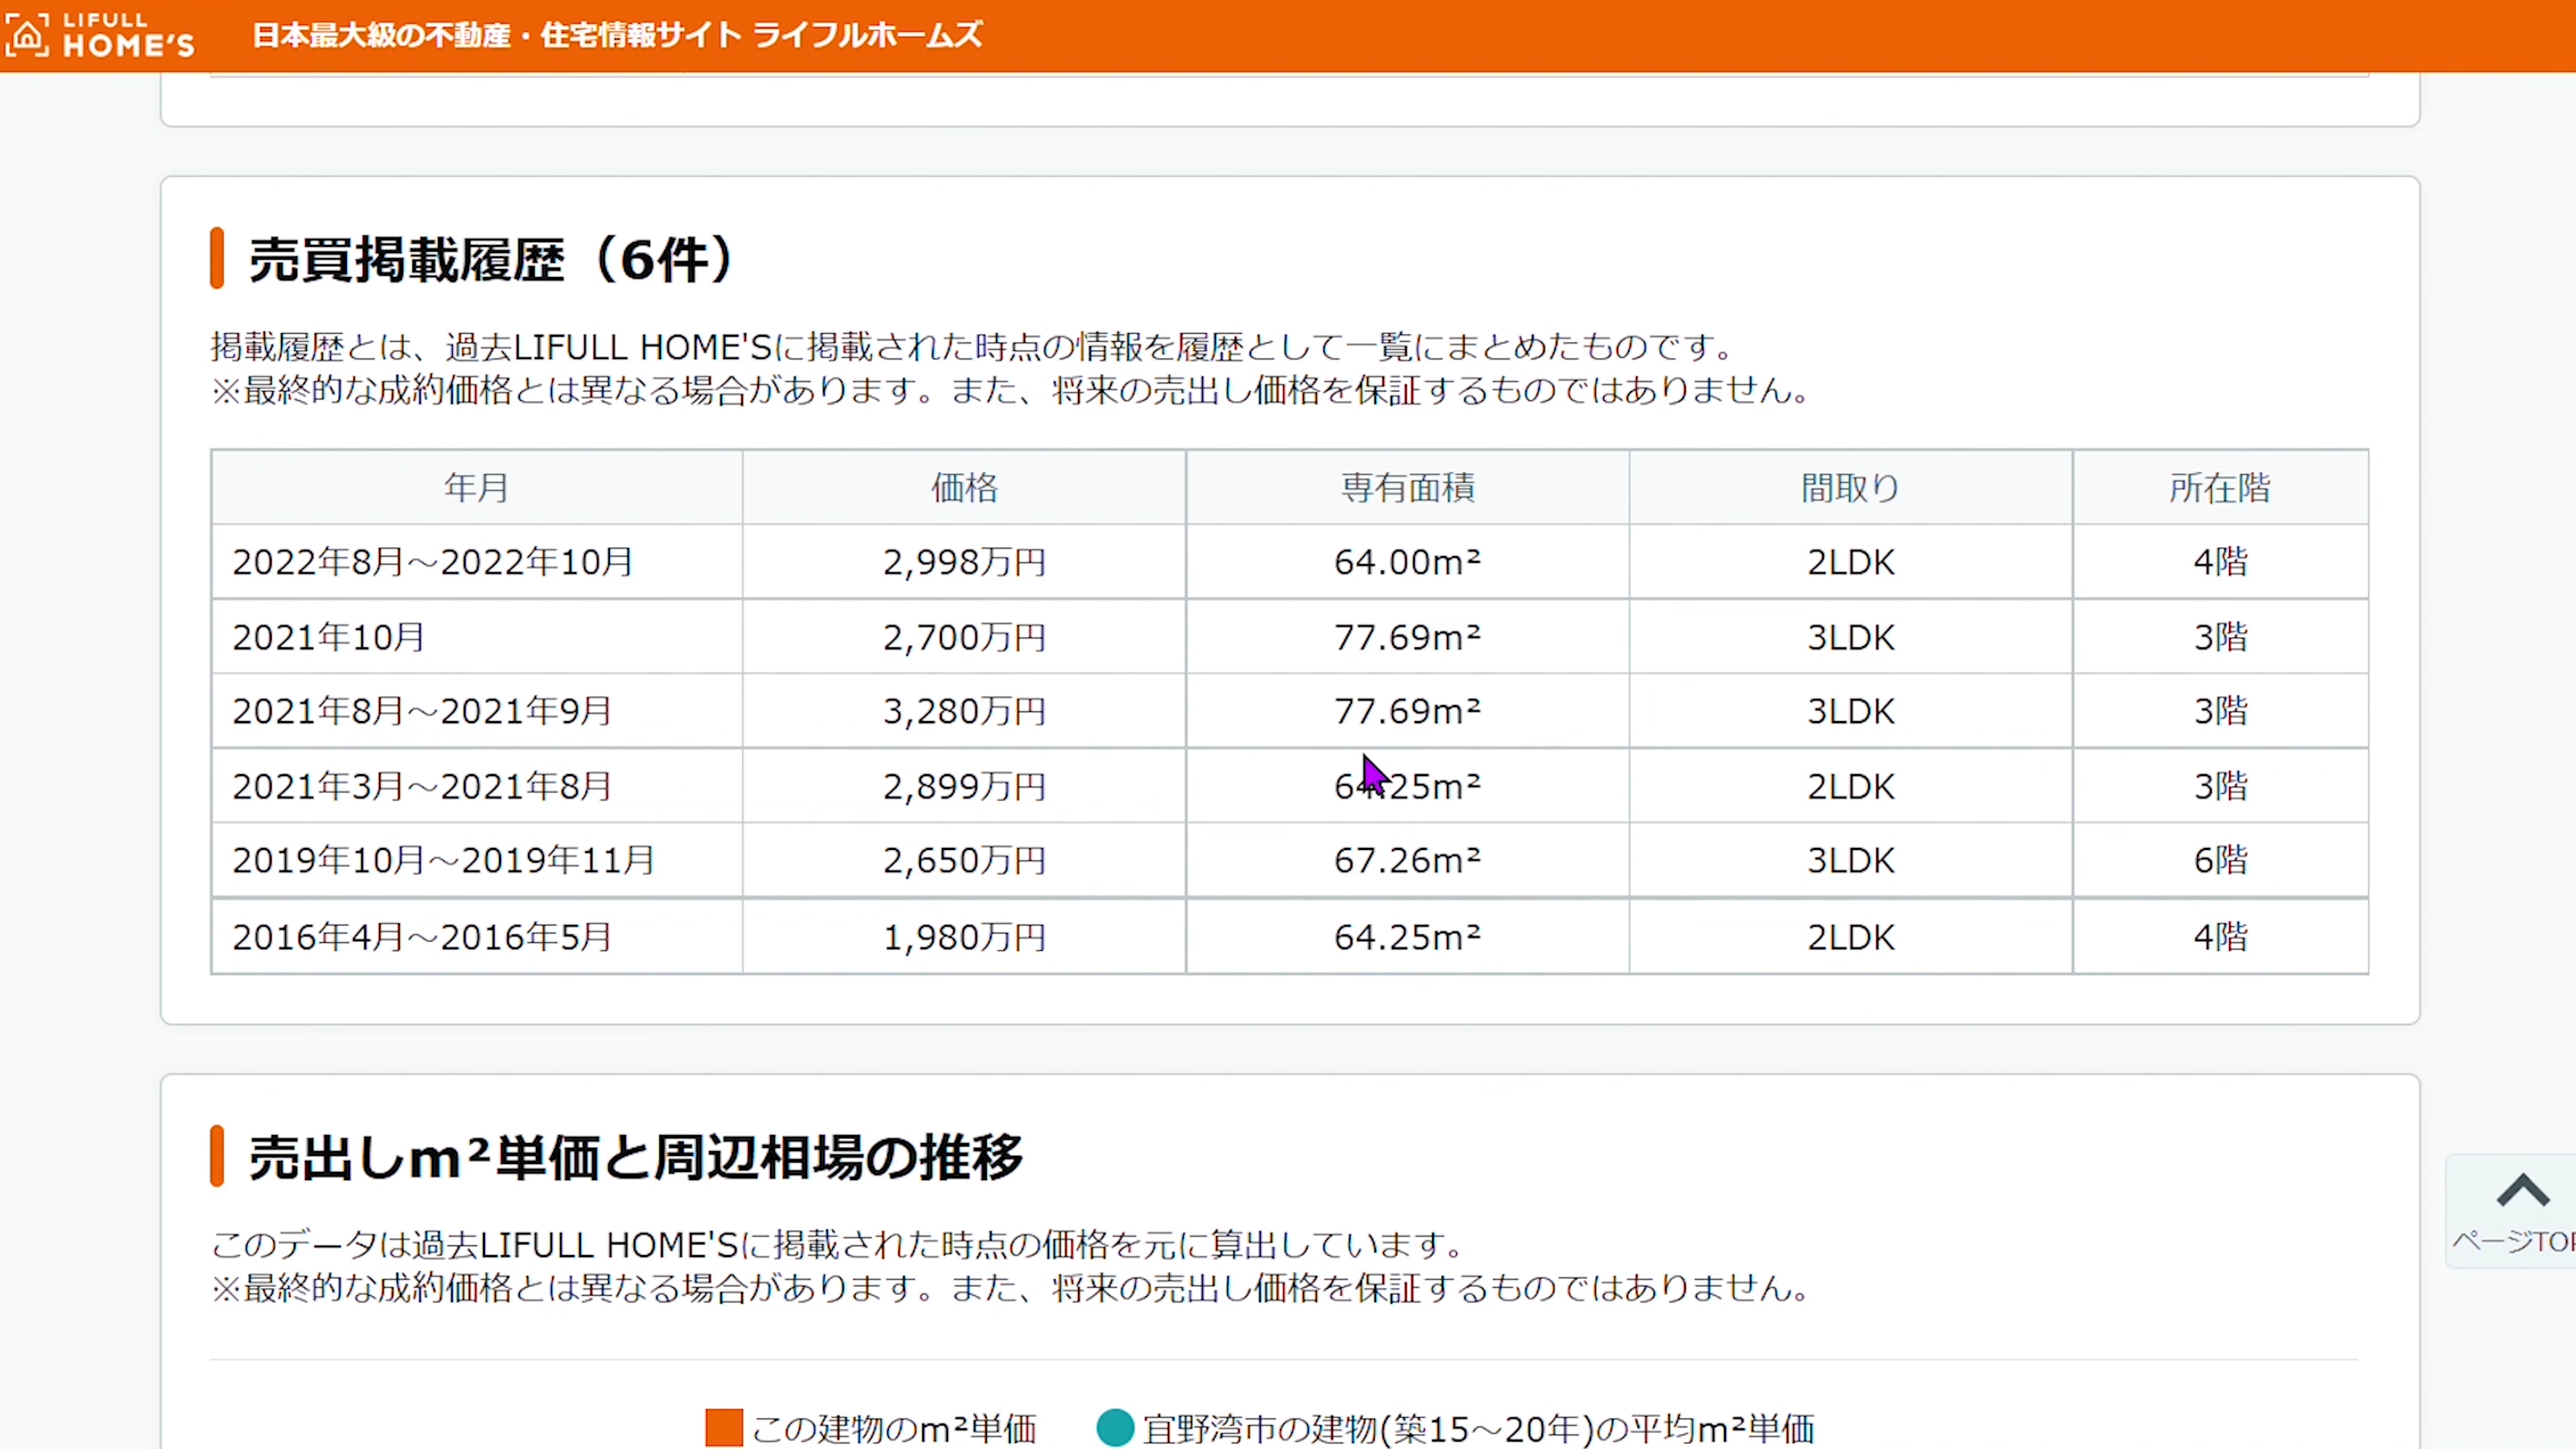 LIFULL
HOME'S
日本最大級の不動産・住宅情報サイト ライフルホームズ
売買掲載履歴（6件）
掲載履歴とは、過去LIFULL HOME'Sに掲載された時点の情報を履歴として一覧にまとめたものです。
※最終的な成約価格とは異なる場合があります。また、将来の売出し価格を保証するものではありません。
年月 価格 専有面積 間取り 所在階
2022年8月～2022年10月 2,998万円 64.00m² 2LDK 4階
2021年10月 2,700万円 77.69m² 3LDK 3階
2021年8月～2021年9月 3,280万円 77.69m² 3LDK 3階
2021年3月～2021年8月 2,899万円 64.25m² 2LDK 3階
2019年10月～2019年11月 2,650万円 67.26m² 3LDK 6階
2016年4月～2016年5月 1,980万円 64.25m² 2LDK 4階
売出しm²単価と周辺相場の推移
このデータは過去LIFULL HOME'Sに掲載された時点の価格を元に算出しています。
※最終的な成約価格とは異なる場合があります。また、将来の売出し価格を保証するものではありません。
ページTOP
この建物のm²単価 宜野湾市の建物(築15～20年)の平均m²単価